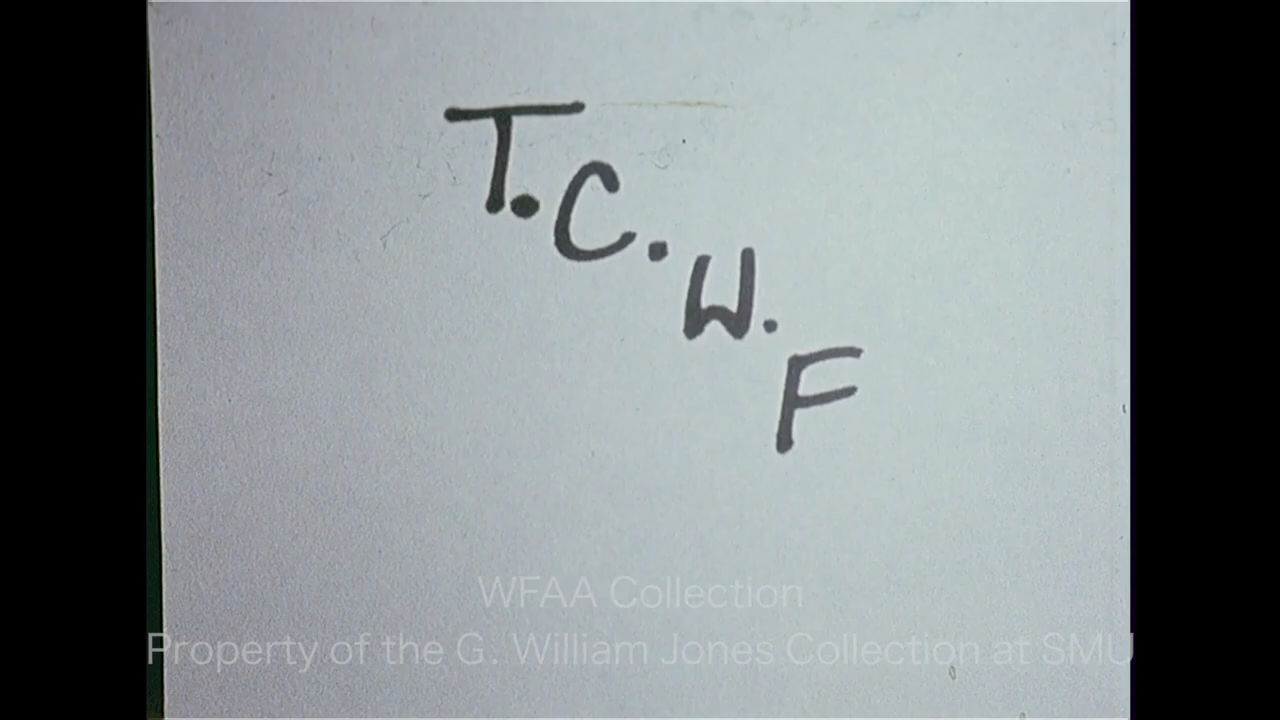 T.
C.
W.
F
WFAA Collection
Property of the G. William Jones Collection at SMU